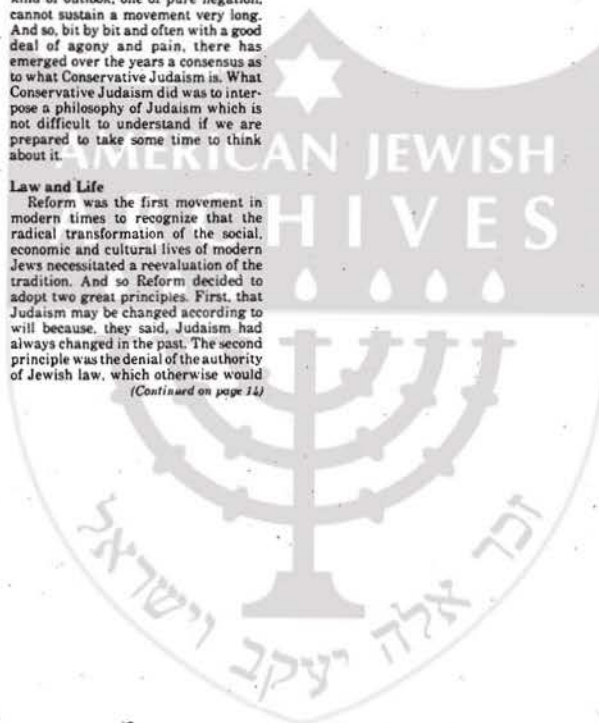 cannot sustain a movement very long.
And so, bit by bit and often with a good
deal of agony and pain, there has
emerged over the years a consensus as
to what Conservative Judaism is. What
Conservative Judaism did was to inter-
pose a philosophy of Judaism which is
not difficult to understand if we are
prepared to take some time to think
about it.
Law and Life
Reform was the first movement in
modern times to recognize that the
radical transformation of the social,
economic and cultural lives of modern
Jews necessitated a reevaluation of the
tradition. And so Reform decided to
adopt two great principles. First, that
Judaism may be changed according to
will because, they said, Judaism had
always changed in the past. The second
principle was the denial of the authority
of Jewish law, which otherwise would
(Continued on page 14)
AMERICAN JEWISH
ARCHIVES
זכר אלה יעקב וישראל